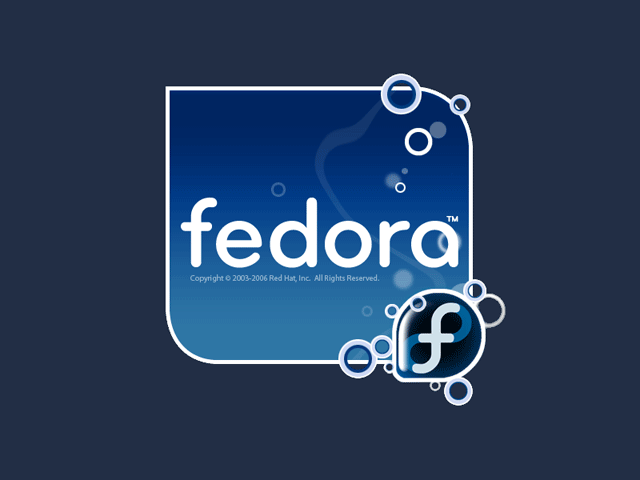 fedora™
Copyright © 2003-2006 Red Hat, Inc. All Rights Reserved.
f